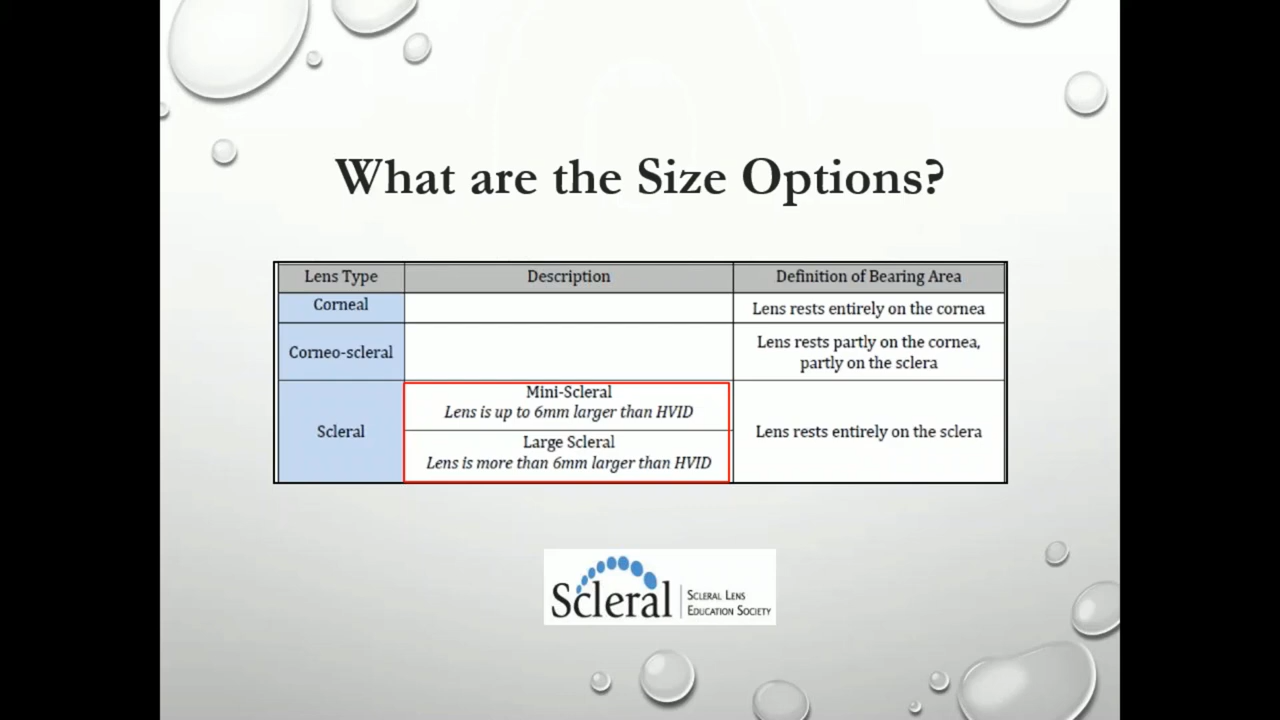 What are the Size Options?
Lens Type
Description
Definition of Bearing Area
Corneal
Lens rests entirely on the cornea
Corneo-scleral
Lens rests partly on the cornea,
partly on the sclera
Scleral
Mini-Scleral
Lens is up to 6mm larger than HVID
Large Scleral
Lens is more than 6mm larger than HVID
Lens rests entirely on the sclera
Scleral
SCLERAL LENS
EDUCATION SOCIETY